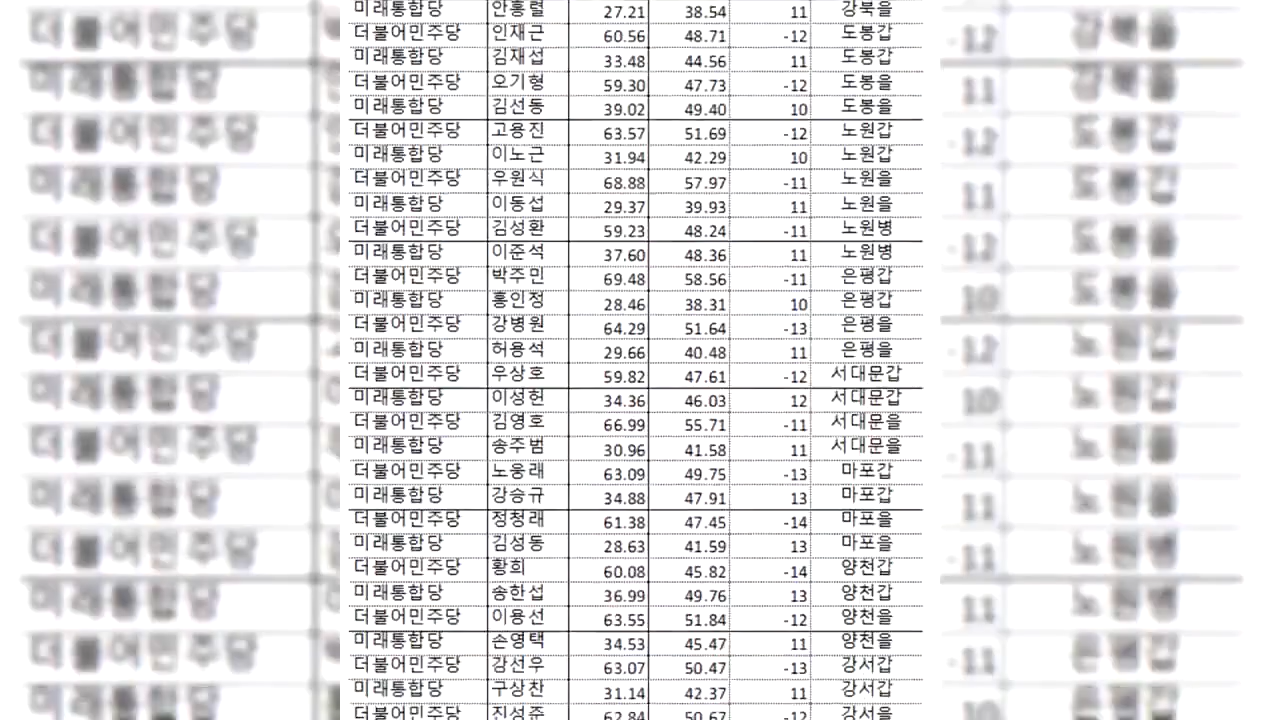 미래통합당 안홍렬 27.21 38.54 11 강북을
더불어민주당 인재근 60.56 48.71 -12 도봉갑
미래통합당 김재섭 33.48 44.56 11 도봉갑
더불어민주당 오기형 59.30 47.73 -12 도봉을
미래통합당 김선동 39.02 49.40 10 도봉을
더불어민주당 고용진 63.57 51.69 -12 노원갑
미래통합당 이노근 31.94 42.29 10 노원갑
더불어민주당 우원식 68.88 57.97 -11 노원을
미래통합당 이동섭 29.37 39.93 11 노원을
더불어민주당 김성환 59.23 48.24 -11 노원병
미래통합당 이준석 37.60 48.36 11 노원병
더불어민주당 박주민 69.48 58.56 -11 은평갑
미래통합당 홍인정 28.46 38.31 10 은평갑
더불어민주당 강병원 64.29 51.64 -13 은평을
미래통합당 허용석 29.66 40.48 11 은평을
더불어민주당 우상호 59.82 47.61 -12 서대문갑
미래통합당 이성헌 34.36 46.03 12 서대문갑
더불어민주당 김영호 66.99 55.71 -11 서대문을
미래통합당 송주범 30.96 41.58 11 서대문을
더불어민주당 노웅래 63.09 49.75 -13 마포갑
미래통합당 강승규 34.88 47.91 13 마포갑
더불어민주당 정청래 61.38 47.45 -14 마포을
미래통합당 김성동 28.63 41.59 13 마포을
더불어민주당 황희 60.08 45.82 -14 양천갑
미래통합당 송한섭 36.99 49.76 13 양천갑
더불어민주당 이용선 63.55 51.84 -12 양천을
미래통합당 손영택 34.53 45.47 11 양천을
더불어민주당 강선우 63.07 50.47 -13 강서갑
미래통합당 구상찬 31.14 42.37 11 강서갑
더불어민주당 진성준 62.84 50.67 -12 강서을